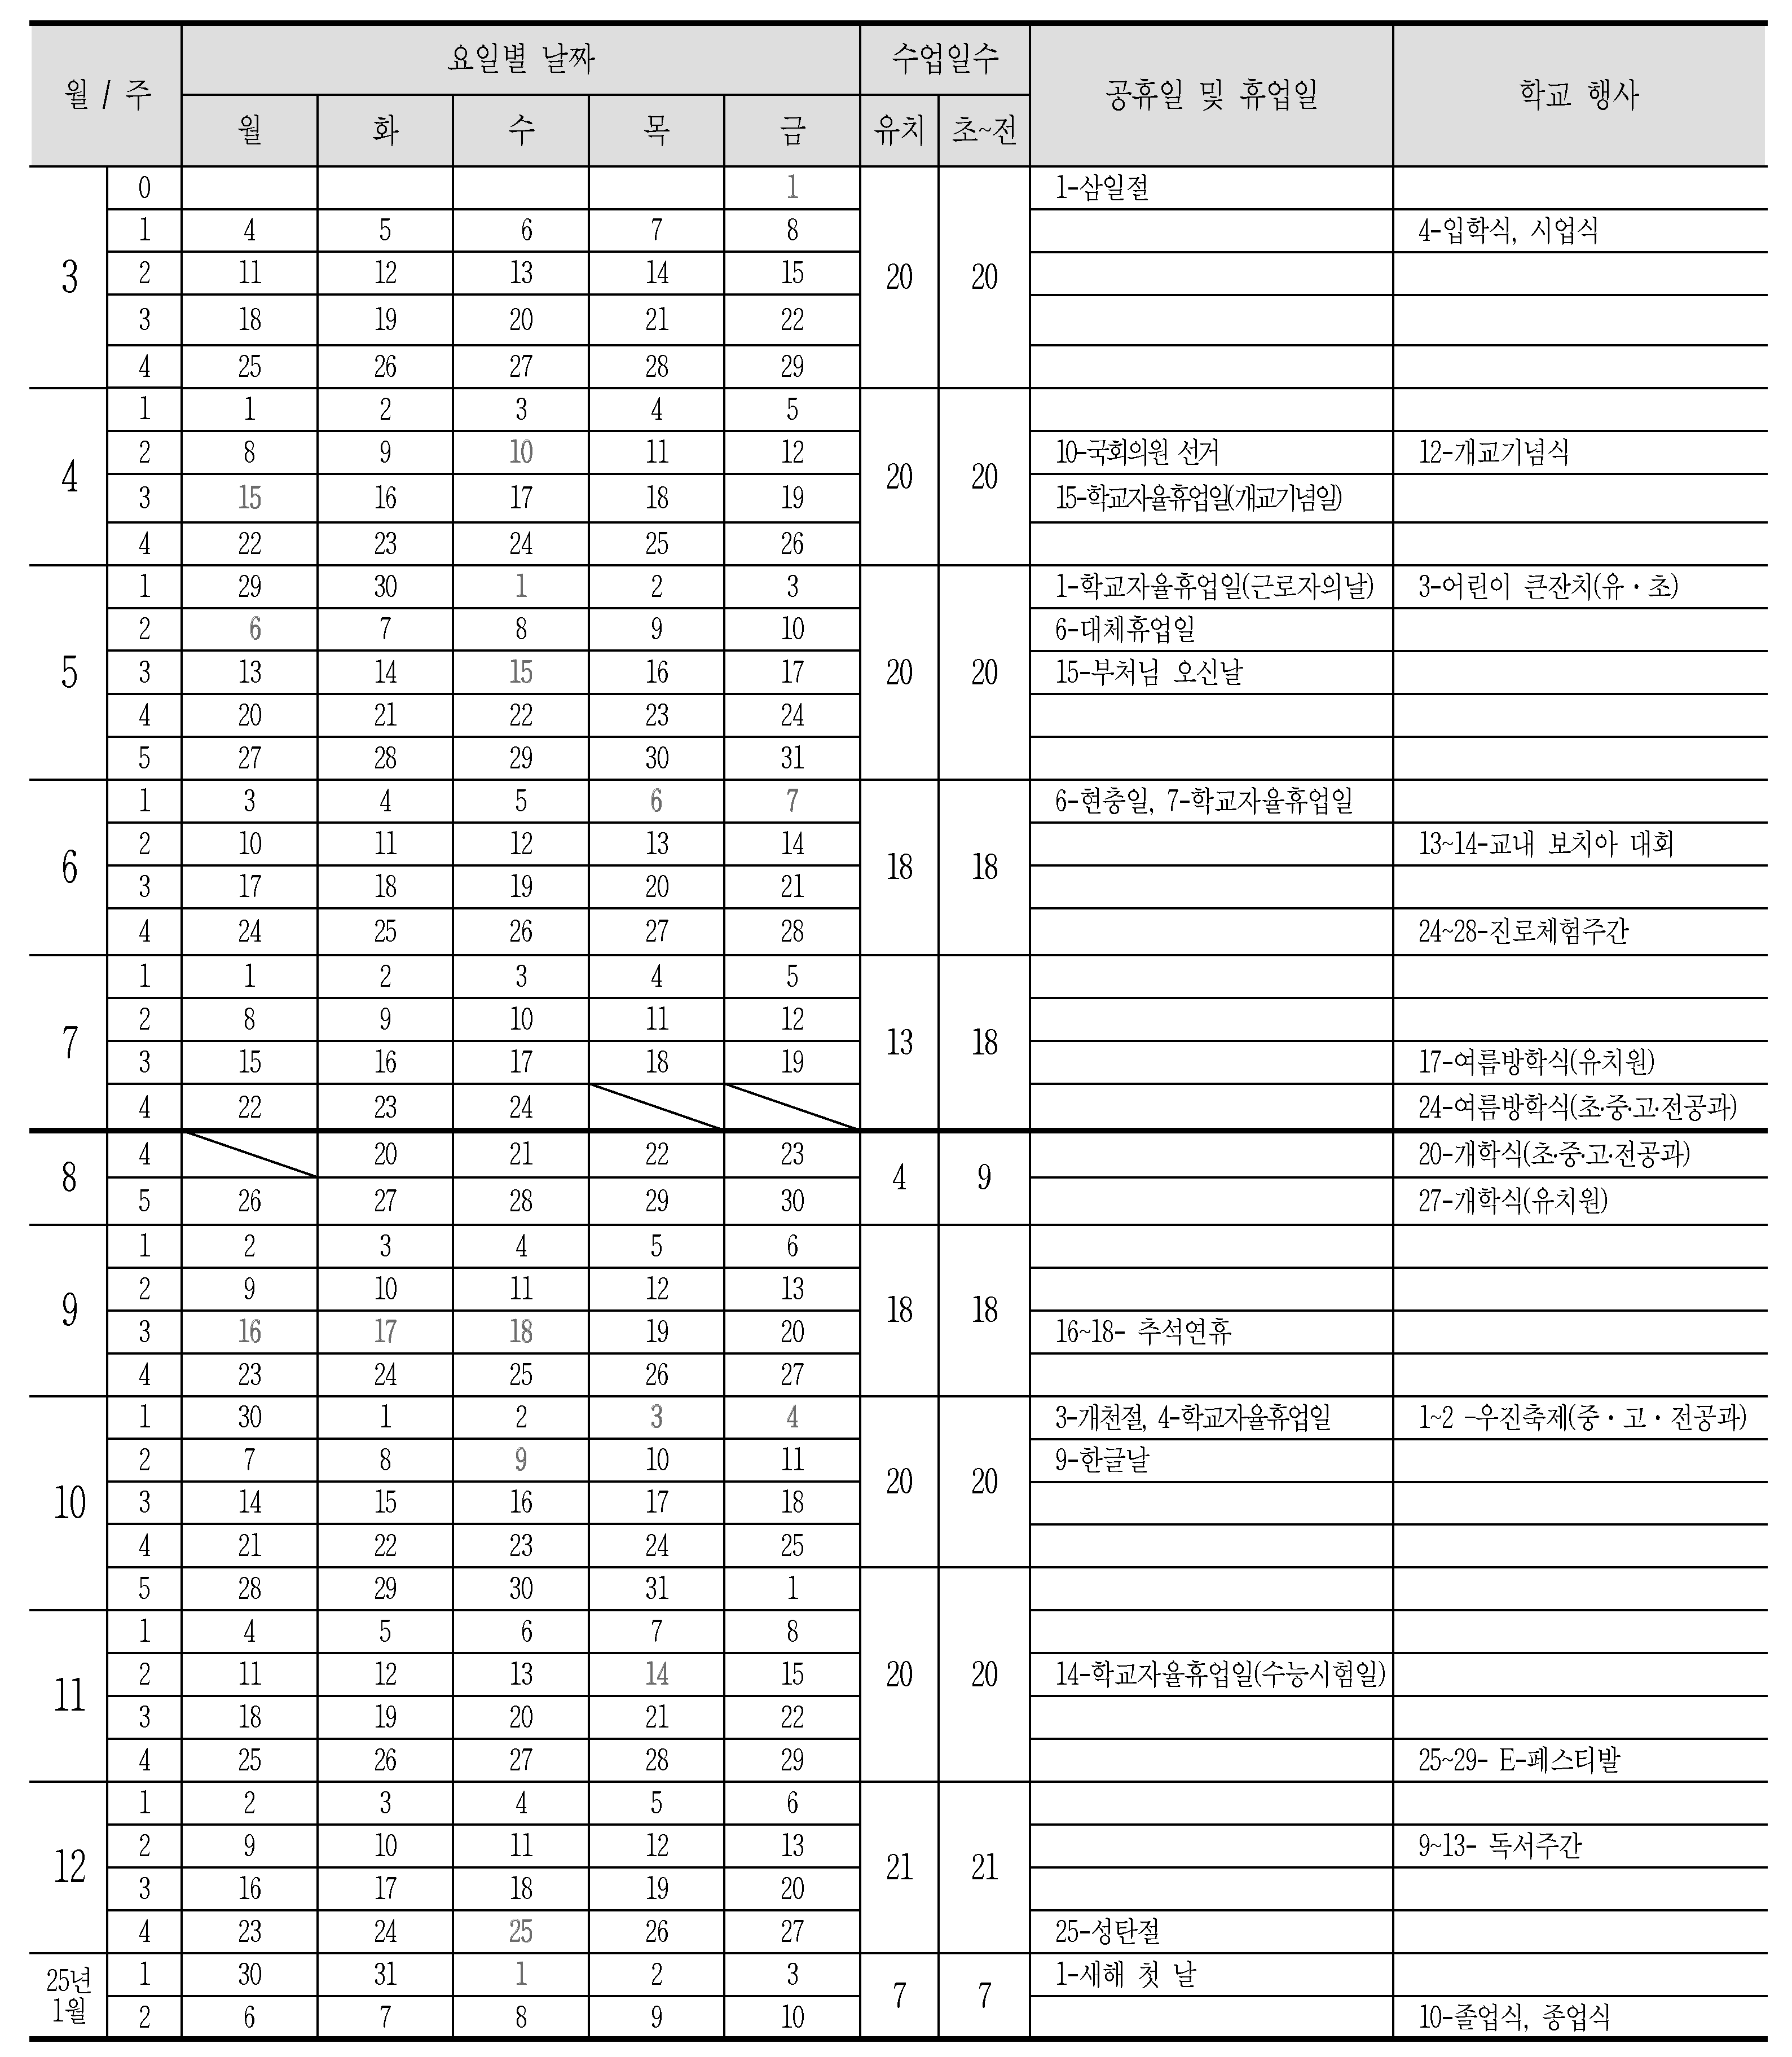 월 / 주 요일별 날짜 수업일수 공휴일 및 휴업일 학교 행사
월 화 수 목 금 유치 초~전
3 0 1 20 20 1-삼일절
1 4 5 6 7 8 4-입학식, 시업식
2 11 12 13 14 15
3 18 19 20 21 22
4 25 26 27 28 29
4 1 1 2 3 4 5 20 20
2 8 9 10 11 12 10-국회의원 선거 12-개교기념식
3 15 16 17 18 19 15-학교자율휴업일(개교기념일)
4 22 23 24 25 26
5 1 29 30 1 2 3 20 20 1-학교자율휴업일(근로자의날) 3-어린이 큰잔치(유·초)
2 6 7 8 9 10 6-대체휴업일
3 13 14 15 16 17 15-부처님 오신날
4 20 21 22 23 24
5 27 28 29 30 31
6 1 3 4 5 6 7 18 18 6-현충일, 7-학교자율휴업일
2 10 11 12 13 14 13~14-교내 보치아 대회
3 17 18 19 20 21
4 24 25 26 27 28 24~28-진로체험주간
7 1 1 2 3 4 5 13 18
2 8 9 10 11 12
3 15 16 17 18 19 17-여름방학식(유치원)
4 22 23 24 24-여름방학식(초·중·고·전공과)
8 4 20 21 22 23 4 9 20-개학식(초·중·고·전공과)
5 26 27 28 29 30 27-개학식(유치원)
9 1 2 3 4 5 6 18 18
2 9 10 11 12 13
3 16 17 18 19 20 16~18- 추석연휴
4 23 24 25 26 27
10 1 30 1 2 3 4 20 20 3-개천절, 4-학교자율휴업일 1~2 -우진축제(중·고·전공과)
2 7 8 9 10 11 9-한글날
3 14 15 16 17 18
4 21 22 23 24 25
5 28 29 30 31 1 20 20
11 1 4 5 6 7 8
2 11 12 13 14 15 14-학교자율휴업일(수능시험일)
3 18 19 20 21 22
4 25 26 27 28 29 25~29- E-페스티발
12 1 2 3 4 5 6 21 21
2 9 10 11 12 13 9~13- 독서주간
3 16 17 18 19 20
4 23 24 25 26 27 25-성탄절
25년 1월 1 30 31 1 2 3 7 7 1-새해 첫 날
2 6 7 8 9 10 10-졸업식, 종업식